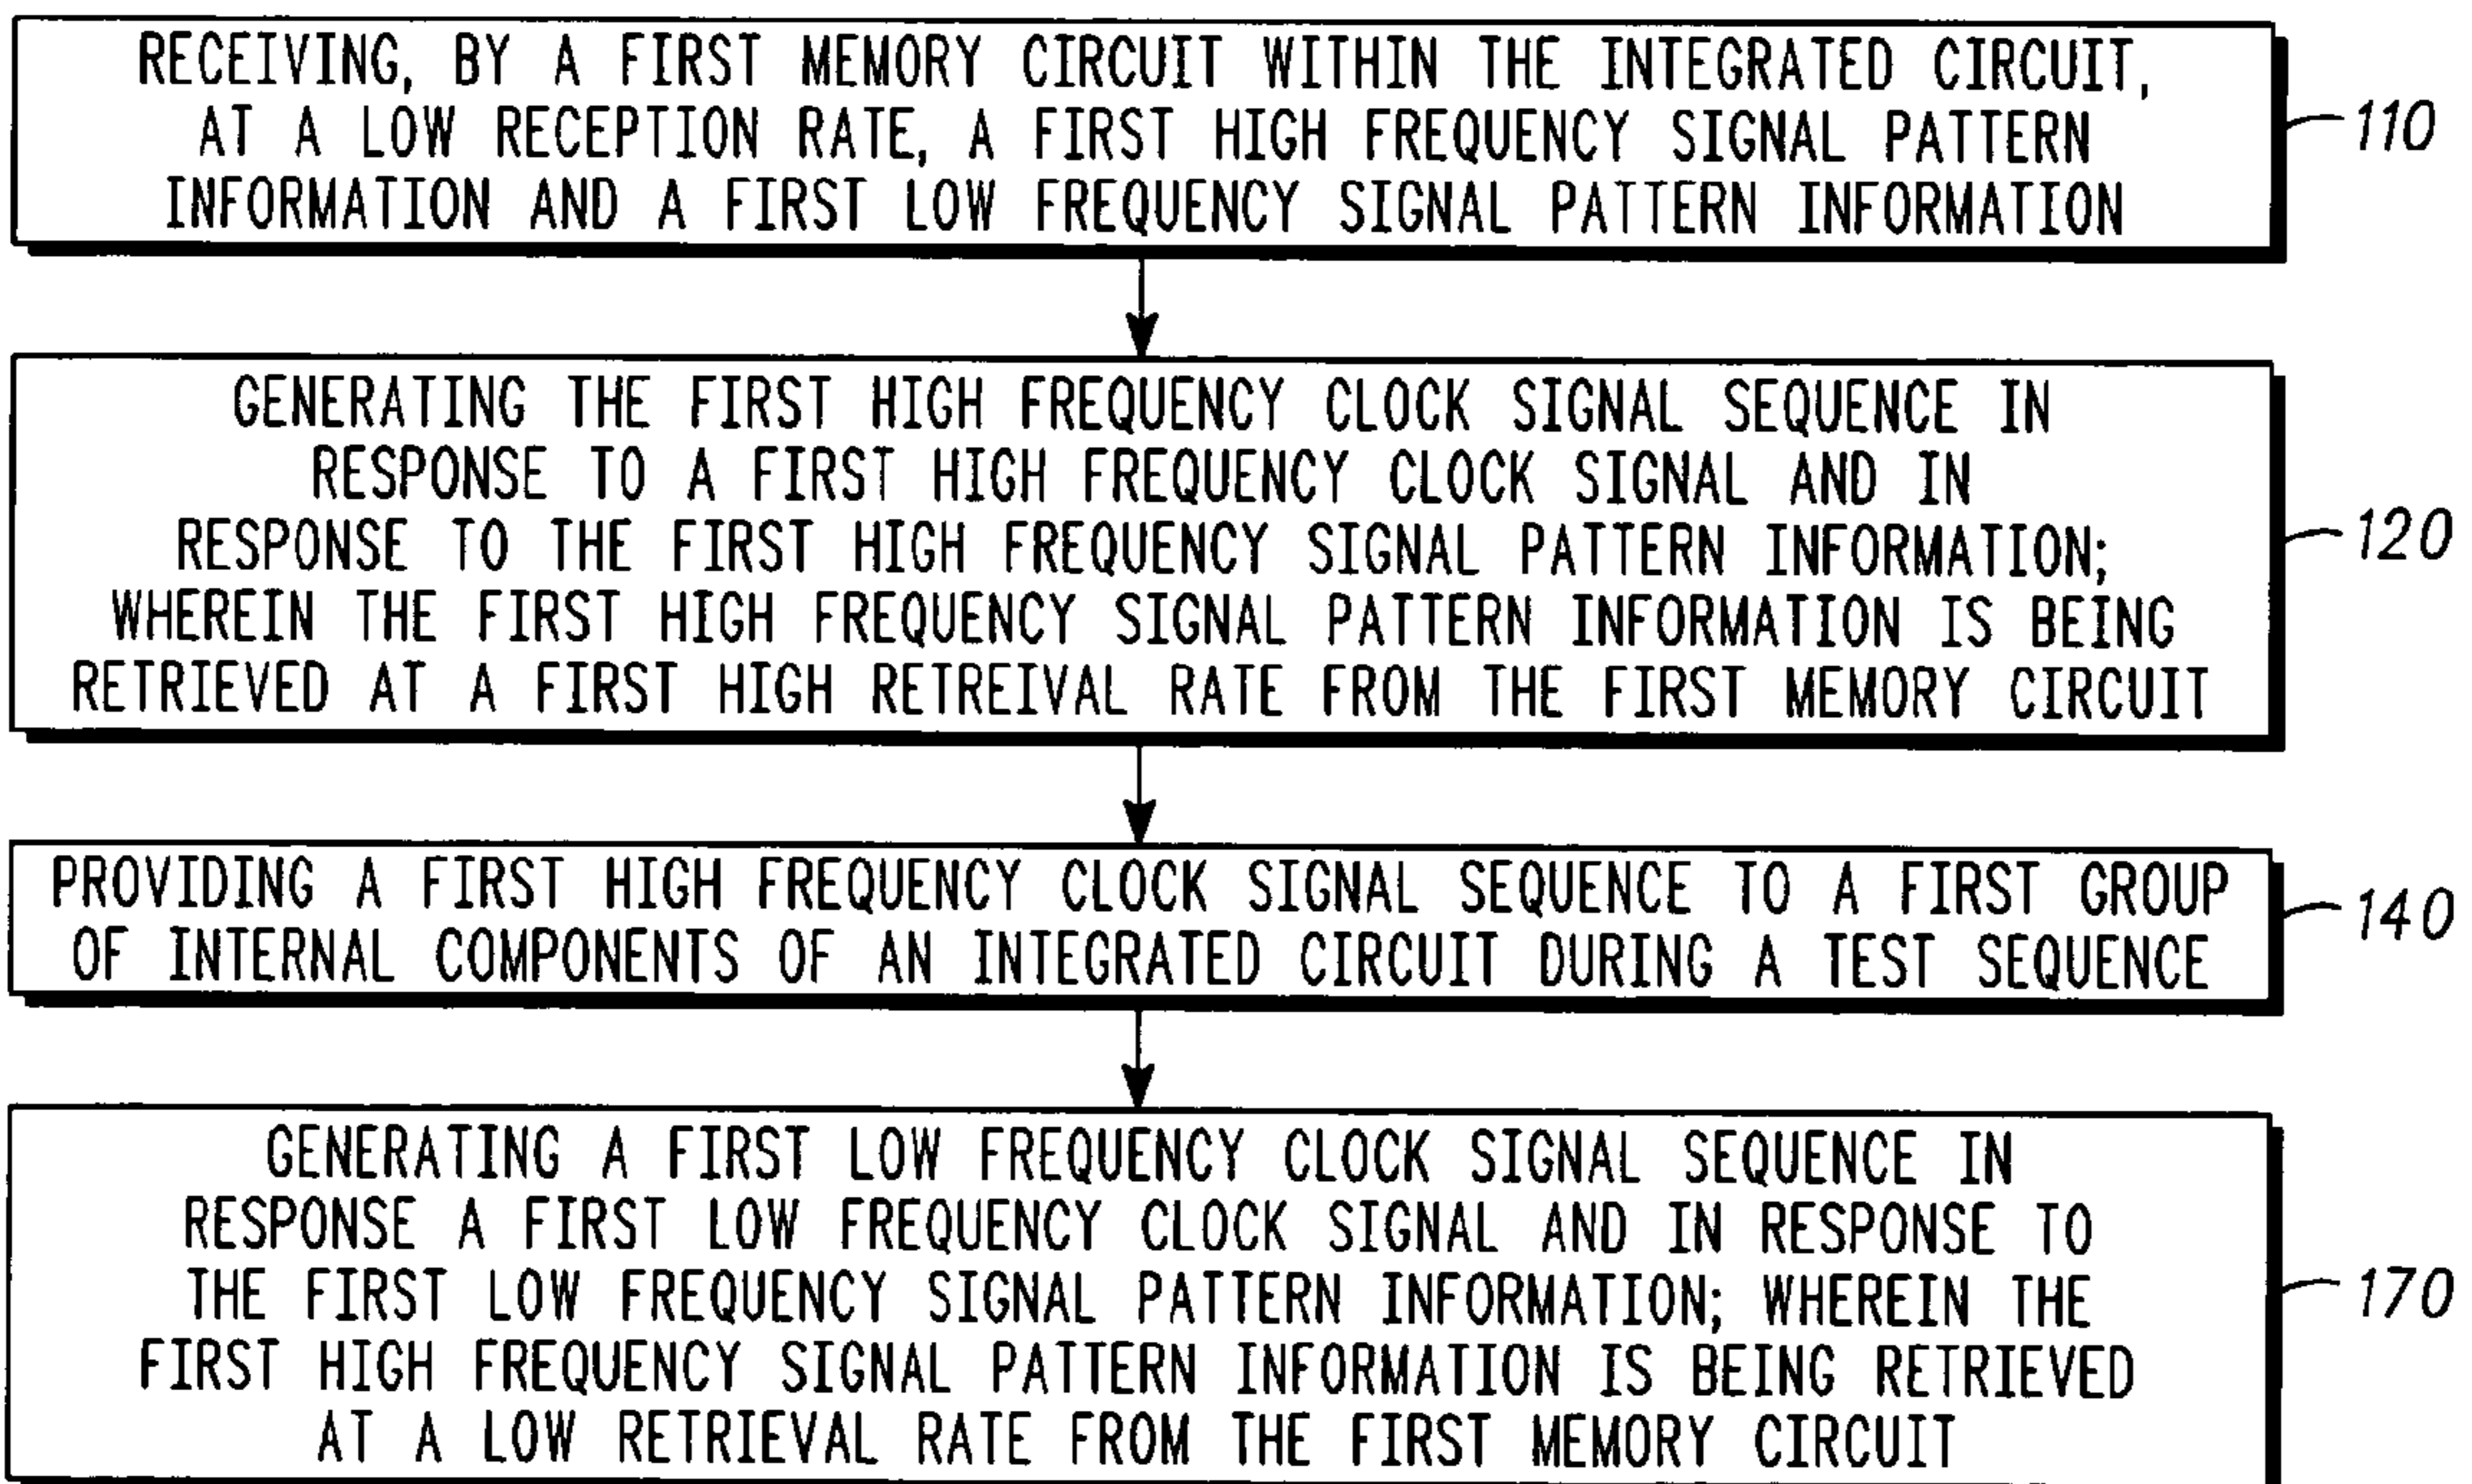 RECEIVING, BY A FIRST MEMORY CIRCUIT WITHIN THE INTEGRATED CIRCUIT,
AT A LOW RECEPTION RATE, A FIRST HIGH FREQUENCY SIGNAL PATTERN
INFORMATION AND A FIRST LOW FREQUENCY SIGNAL PATTERN INFORMATION
110
GENERATING THE FIRST HIGH FREQUENCY CLOCK SIGNAL SEQUENCE IN
RESPONSE TO A FIRST HIGH FREQUENCY CLOCK SIGNAL AND IN
RESPONSE TO THE FIRST HIGH FREQUENCY SIGNAL PATTERN INFORMATION;
WHEREIN THE FIRST HIGH FREQUENCY SIGNAL PATTERN INFORMATION IS BEING
RETRIEVED AT A FIRST HIGH RETREIVAL RATE FROM THE FIRST MEMORY CIRCUIT
120
PROVIDING A FIRST HIGH FREQUENCY CLOCK SIGNAL SEQUENCE TO A FIRST GROUP
OF INTERNAL COMPONENTS OF AN INTEGRATED CIRCUIT DURING A TEST SEQUENCE
140
GENERATING A FIRST LOW FREQUENCY CLOCK SIGNAL SEQUENCE IN
RESPONSE A FIRST LOW FREQUENCY CLOCK SIGNAL AND IN RESPONSE TO
THE FIRST LOW FREQUENCY SIGNAL PATTERN INFORMATION; WHEREIN THE
FIRST HIGH FREQUENCY SIGNAL PATTERN INFORMATION IS BEING RETRIEVED
AT A LOW RETRIEVAL RATE FROM THE FIRST MEMORY CIRCUIT
170